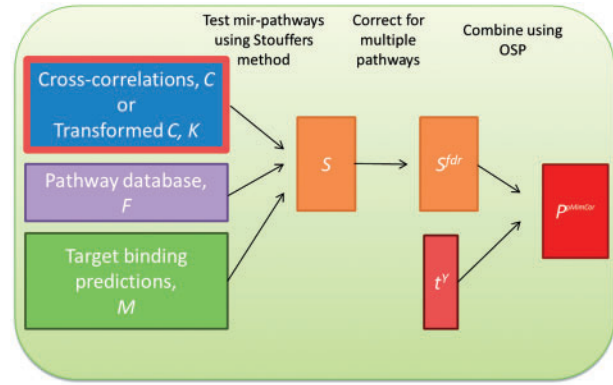 Test mir-pathways
using Stouffers
method
Correct for
multiple
pathways
Combine using
OSP
Cross-correlations, C
or
Transformed C, K
Pathway database,
F
Target binding
predictions,
M
S
S^fdr
t^Y
P^pMimCor